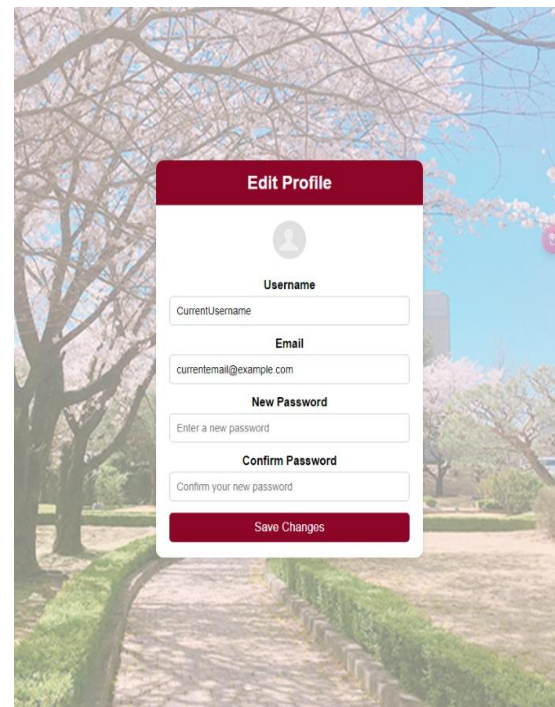 Edit Profile
Username
CurrentUsername
Email
currentemail@example.com
New Password
Enter a new password
Confirm Password
Confirm your new password
Save Changes